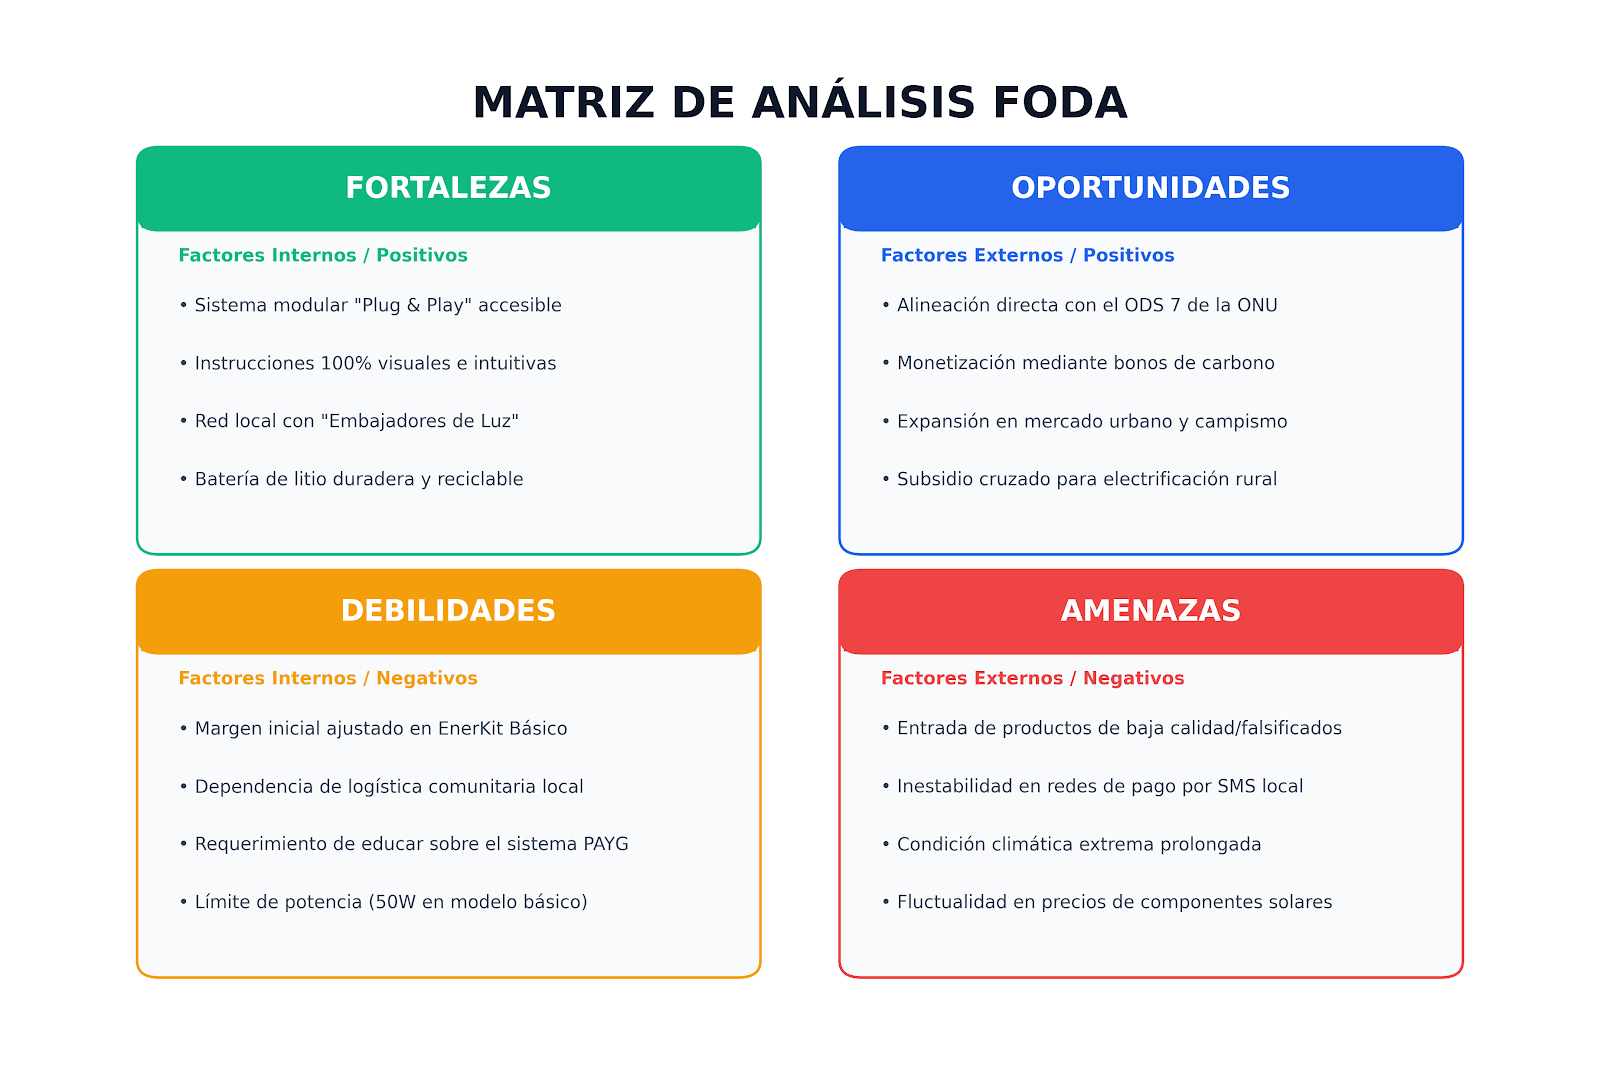 MATRIZ DE ANÁLISIS FODA
FORTALEZAS
Factores Internos / Positivos
• Sistema modular "Plug & Play" accesible
• Instrucciones 100% visuales e intuitivas
• Red local con "Embajadores de Luz"
• Batería de litio duradera y reciclable
OPORTUNIDADES
Factores Externos / Positivos
• Alineación directa con el ODS 7 de la ONU
• Monetización mediante bonos de carbono
• Expansión en mercado urbano y campismo
• Subsidio cruzado para electrificación rural
DEBILIDADES
Factores Internos / Negativos
• Margen inicial ajustado en EnerKit Básico
• Dependencia de logística comunitaria local
• Requerimiento de educar sobre el sistema PAYG
• Límite de potencia (50W en modelo básico)
AMENAZAS
Factores Externos / Negativos
• Entrada de productos de baja calidad/falsificados
• Inestabilidad en redes de pago por SMS local
• Condición climática extrema prolongada
• Fluctualidad en precios de componentes solares